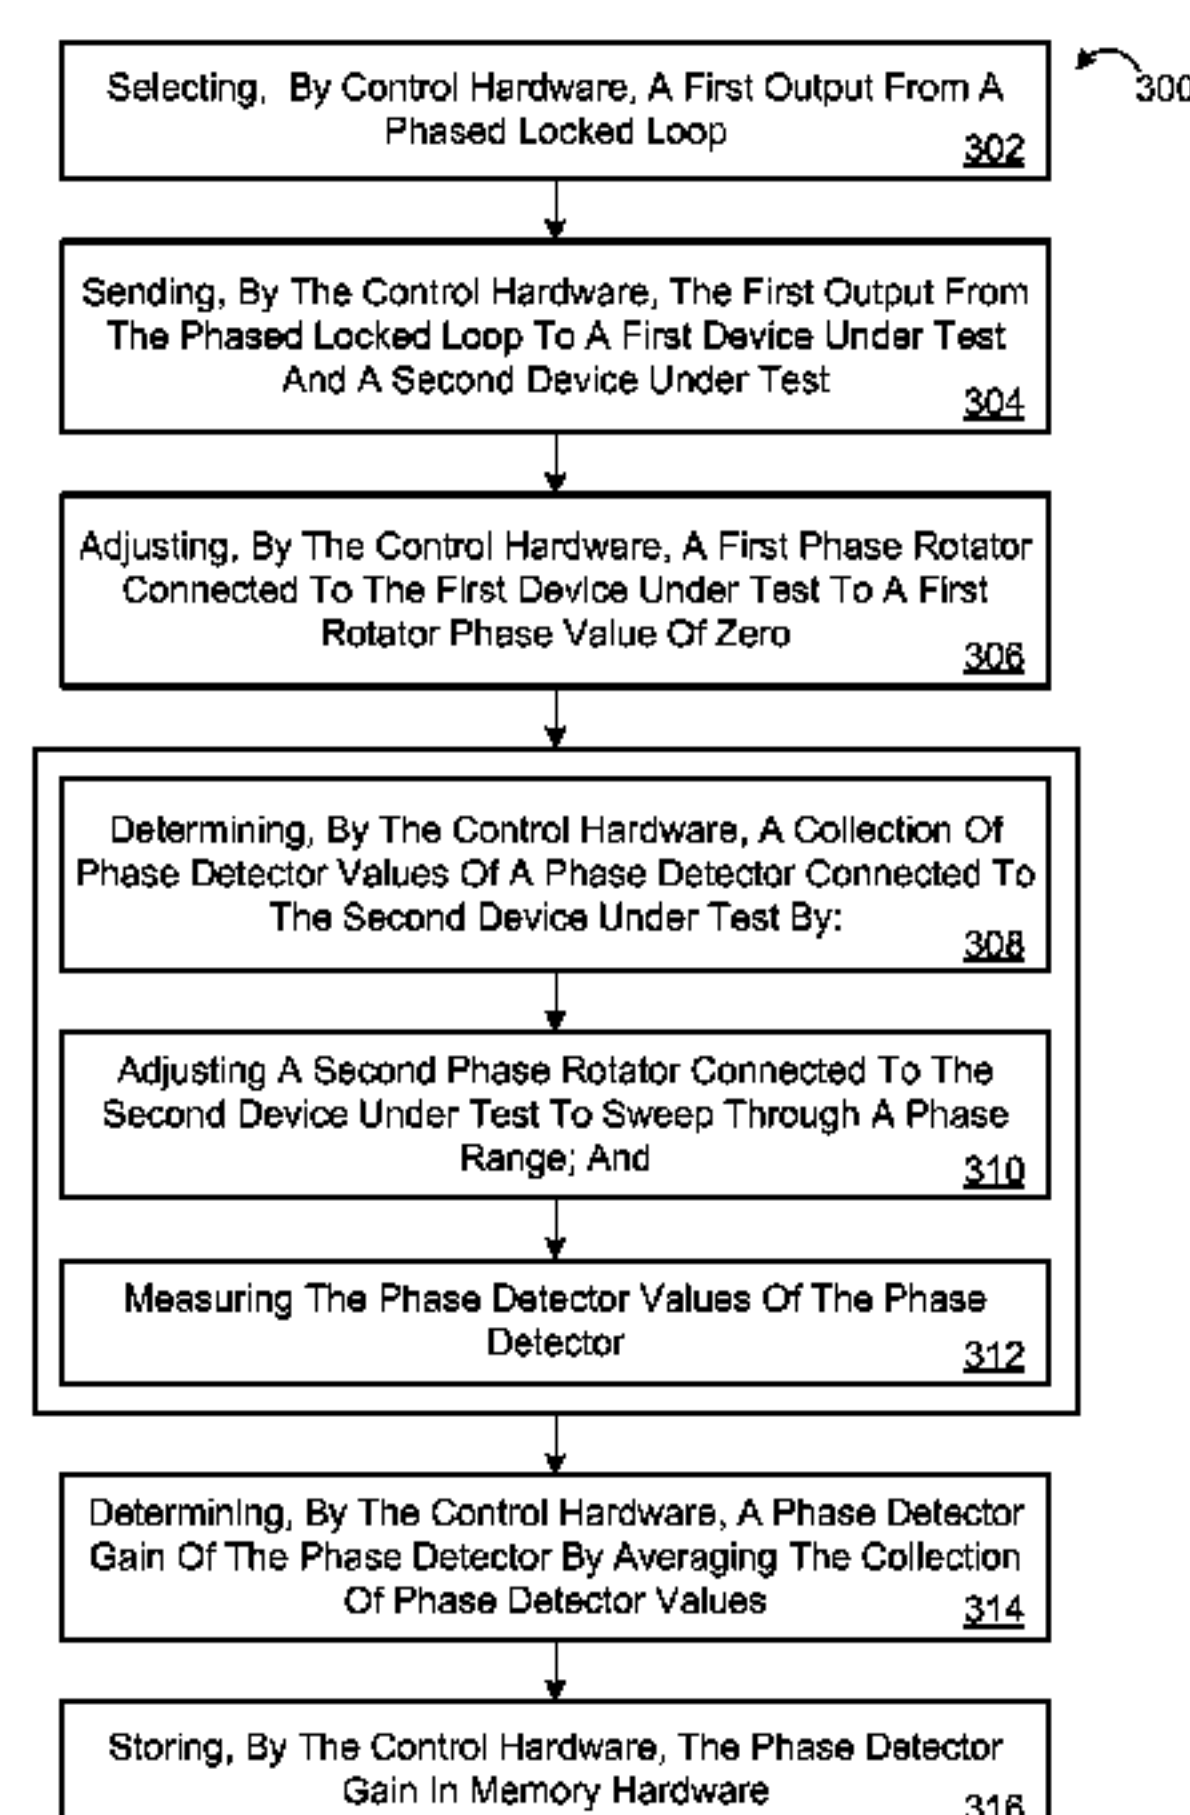 Selecting, By Control Hardware, A First Output From A
Phased Locked Loop
302
300
Sending, By The Control Hardware, The First Output From
The Phased Locked Loop To A First Device Under Test
And A Second Device Under Test
304
Adjusting, By The Control Hardware, A First Phase Rotator
Connected To The First Device Under Test To A First
Rotator Phase Value Of Zero
306
Determining, By The Control Hardware, A Collection Of
Phase Detector Values Of A Phase Detector Connected To
The Second Device Under Test By:
308
Adjusting A Second Phase Rotator Connected To The
Second Device Under Test To Sweep Through A Phase
Range; And
310
Measuring The Phase Detector Values Of The Phase
Detector
312
Determining, By The Control Hardware, A Phase Detector
Gain Of The Phase Detector By Averaging The Collection
Of Phase Detector Values
314
Storing, By The Control Hardware, The Phase Detector
Gain In Memory Hardware
316